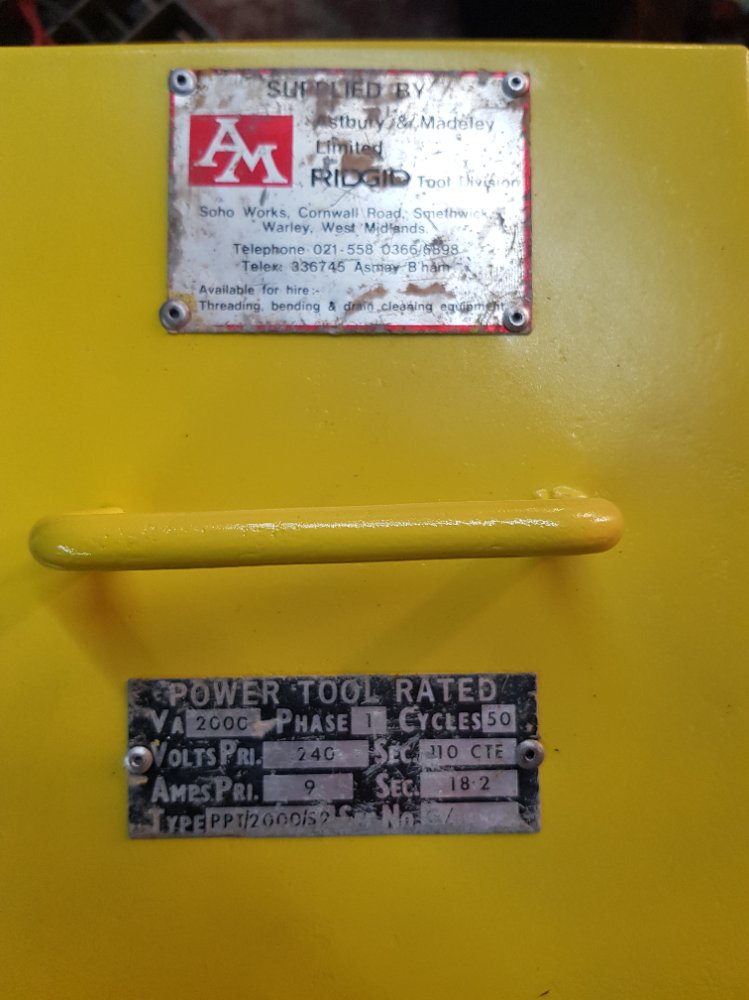 SUPPLIED BY
AM
Astbury & Madeley
Limited
RIDGID Tool Division
Soho Works, Cornwall Road, Smethwick
Warley, West Midlands.
Telephone 021-558 0366/6898
Telex: 336745 Asmay B'ham
Available for hire:-
Threading, bending & drain cleaning equipment
POWER TOOL RATED
VA 2000 PHASE 1 CYCLES 50
VOLTS PRI. 240 SEC. 110 CTE
AMPS PRI. 9 SEC. 18·2
TYPE PPT/2000/S2 No.